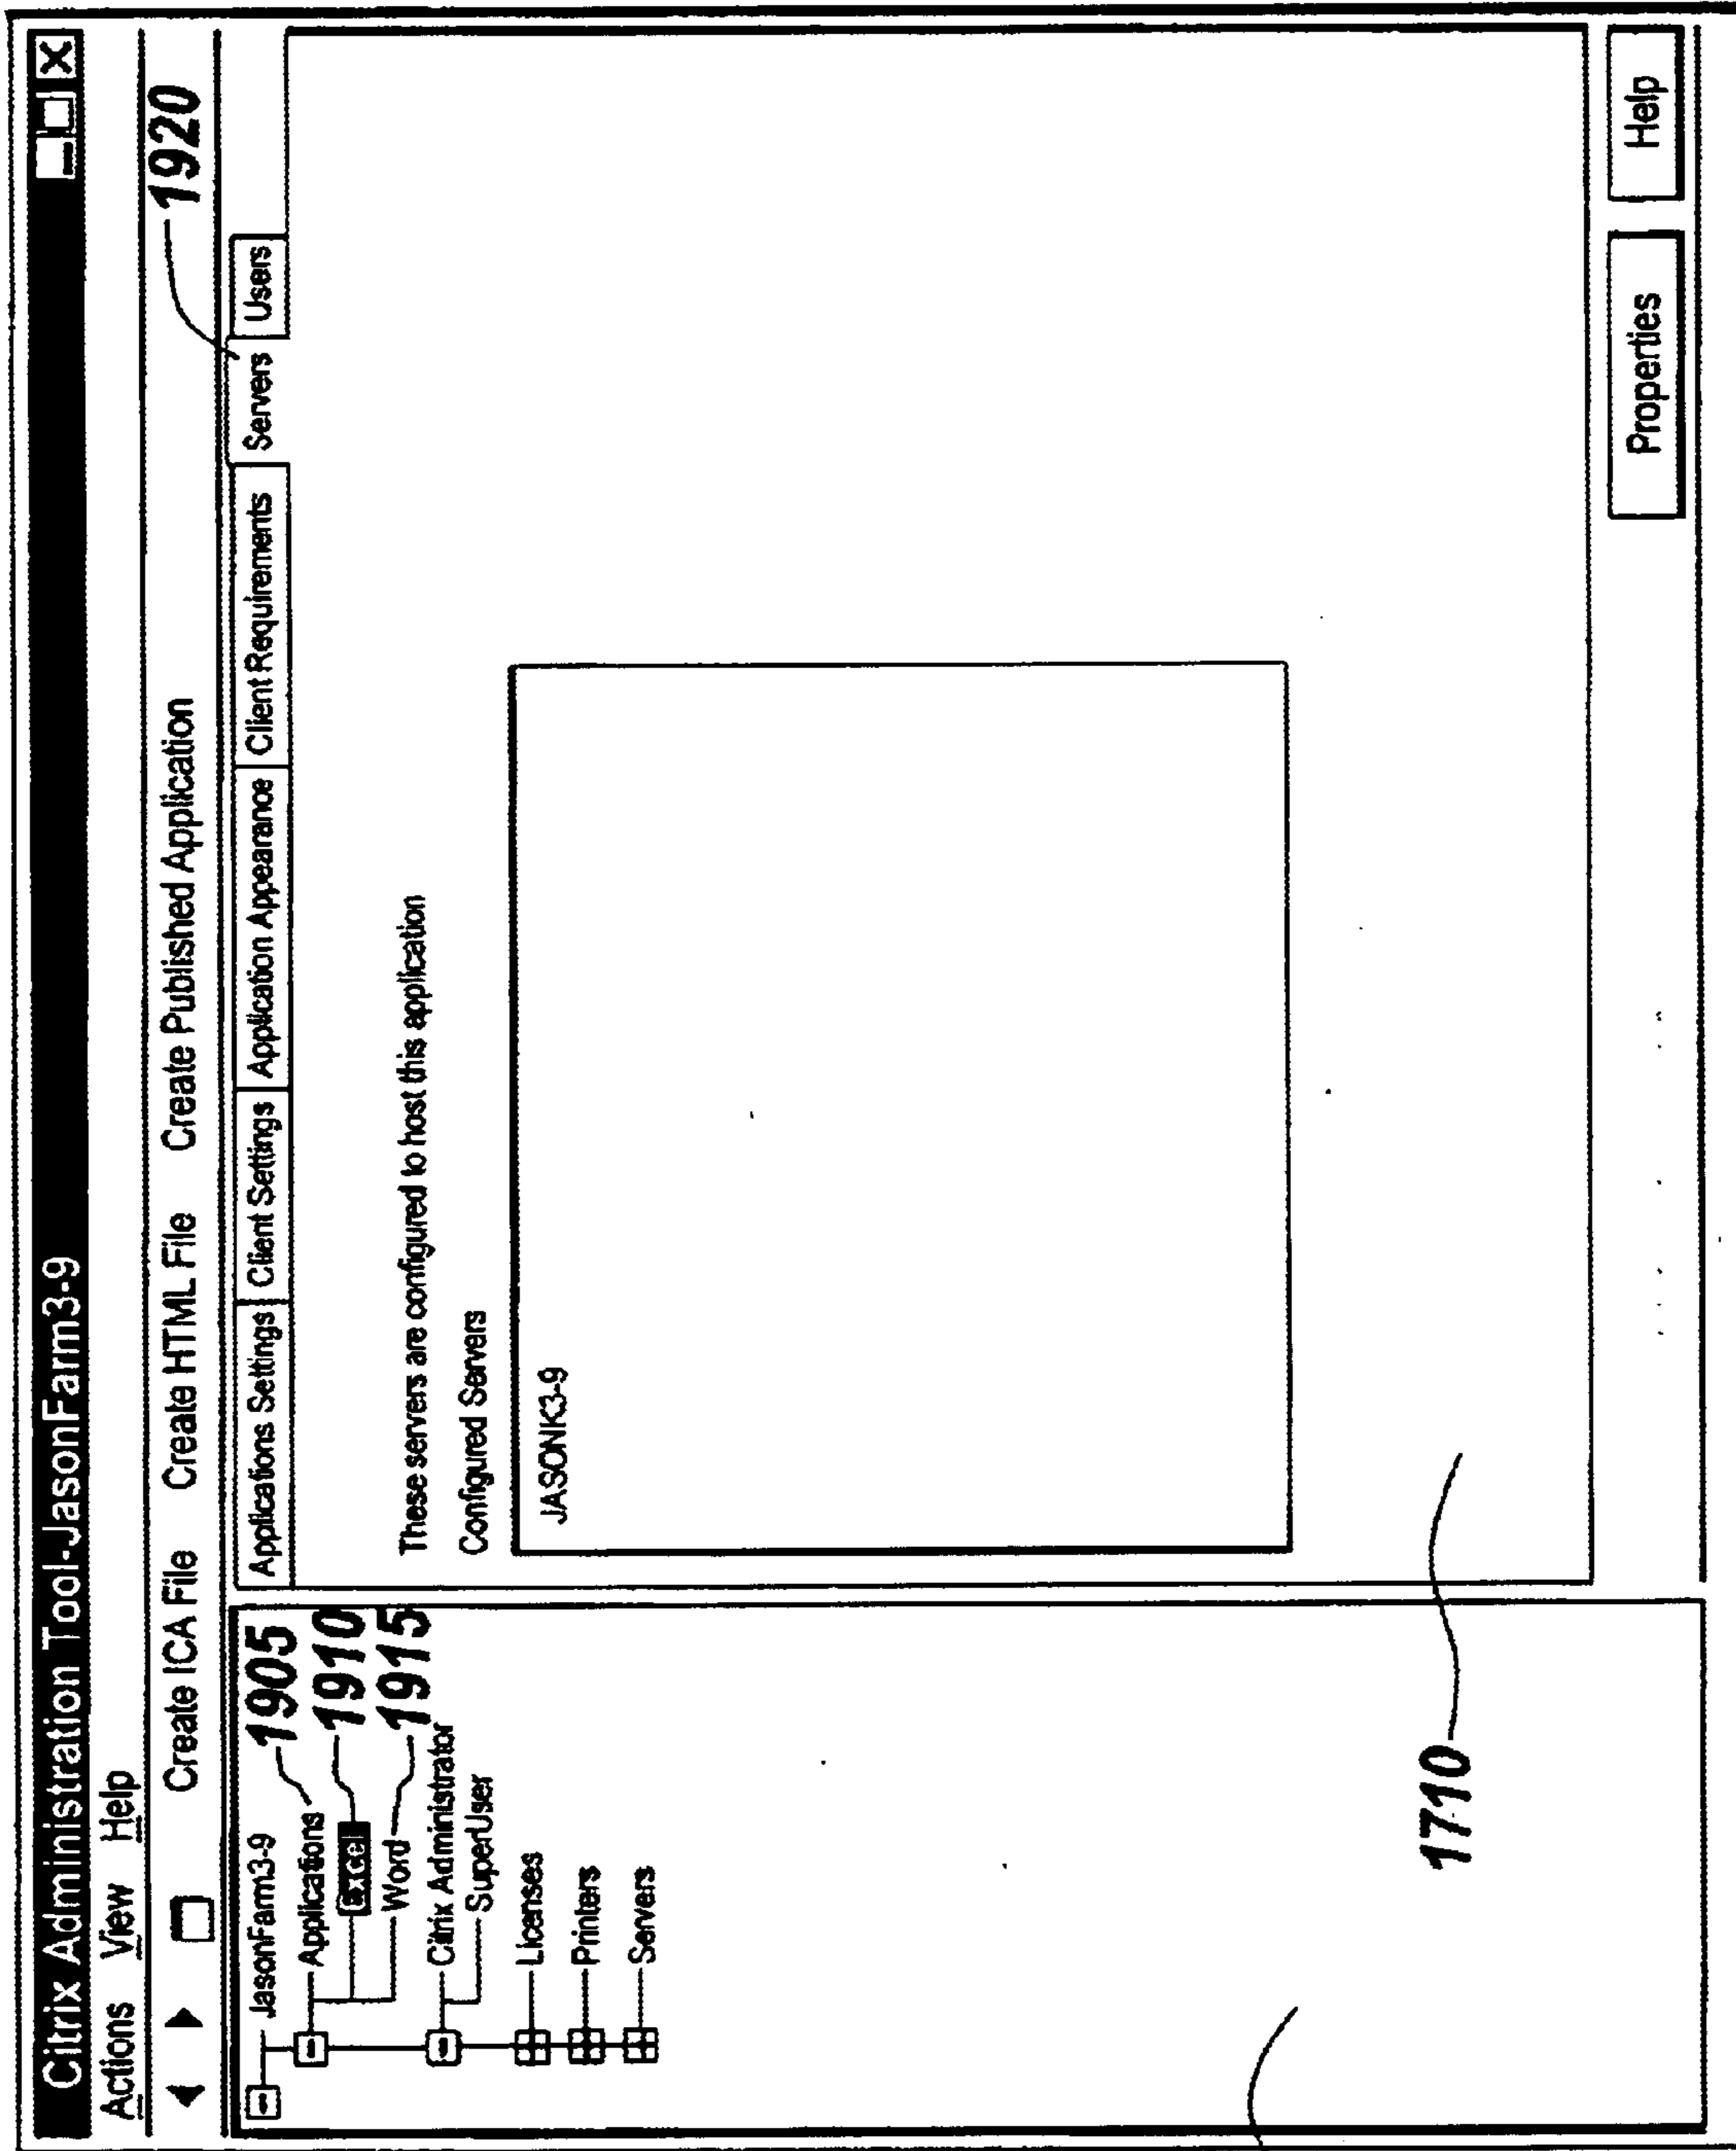 Citrix Administration Tool-JasonFarm3-9
Actions View Help
Create ICA File Create HTML File Create Published Application
1920
Applications Settings Client Settings Application Appearance Client Requirements Servers Users
JasonFarm3-9
1905
Applications
1910
Excel
1915
Word
Citrix Administrator
SuperUser
Licenses
Printers
Servers
These servers are configured to host this application
Configured Servers
JASONK3-9
1710
Properties Help